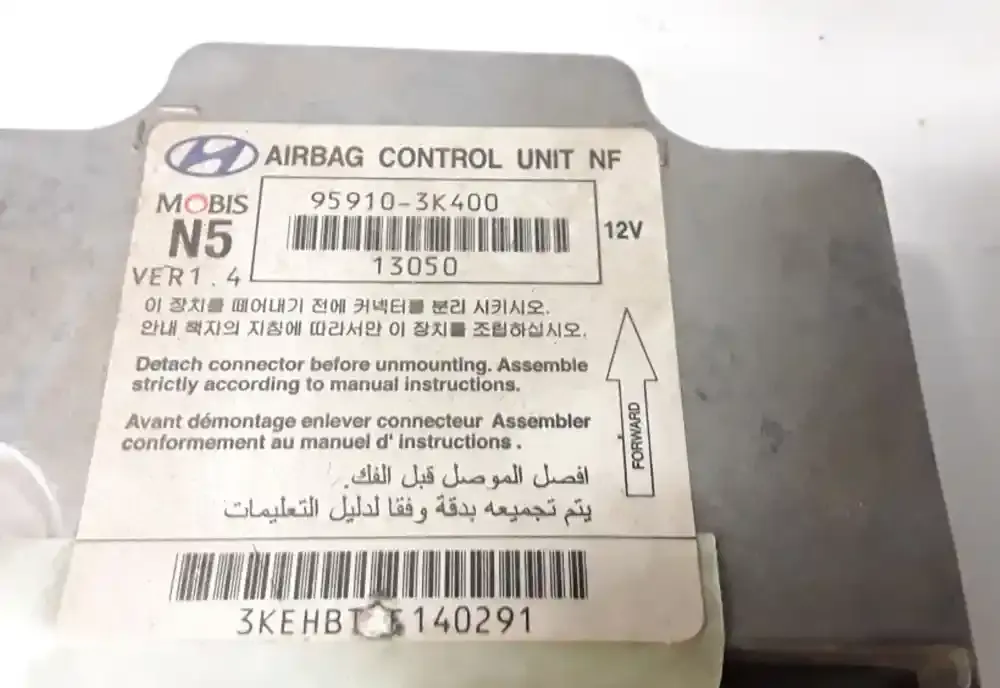 AIRBAG CONTROL UNIT NF
MOBIS
N5
VER1.4
95910-3K400
13050
12V
이 장치를 떼어내기 전에 커넥터를 분리 시키시오.
안내 책자의 지침에 따라서만 이 장치를 조립하십시오.
Detach connector before unmounting. Assemble
strictly according to manual instructions.
Avant démontage enlever connecteur Assembler
conformement au manuel d' instructions .
افصل الموصل قبل الفك.
يتم تجميعه بدقة وفقا لدليل التعليمات
FORWARD
140291